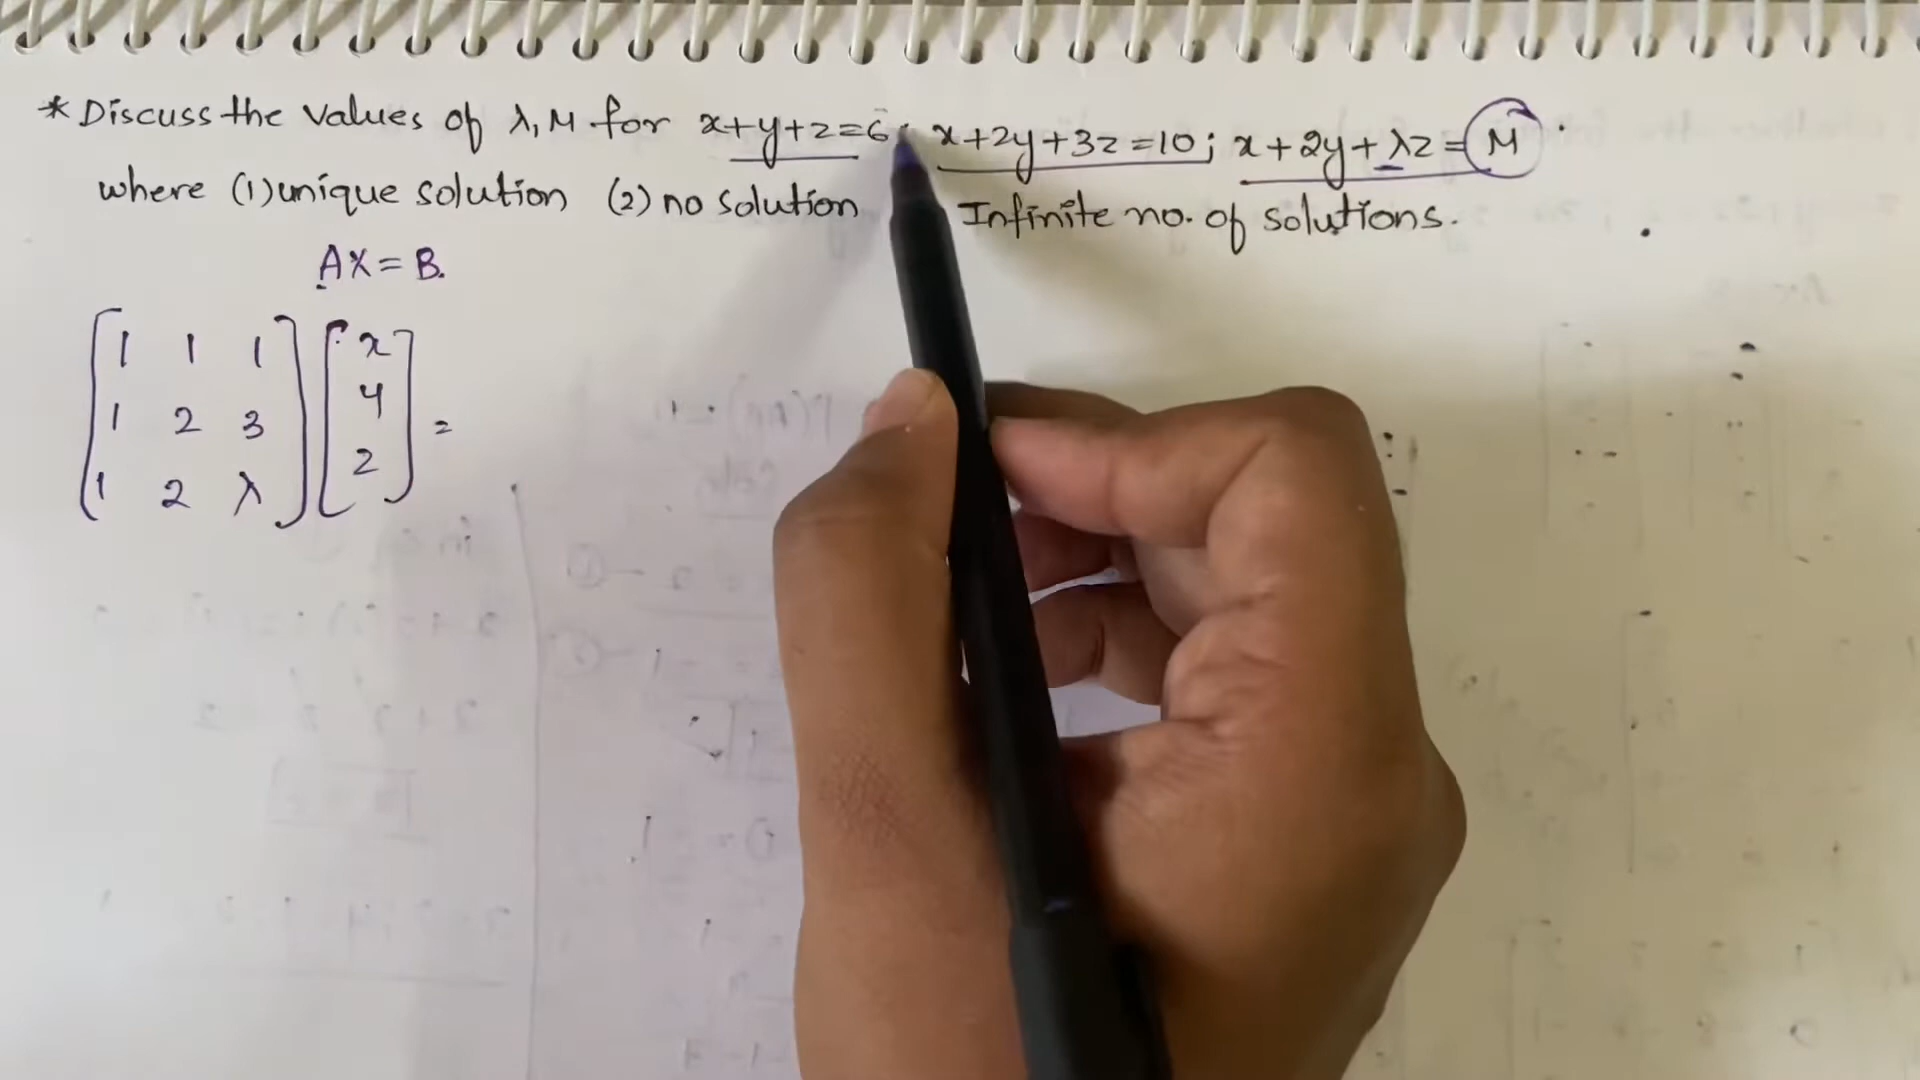 * Discuss the values of λ, M for x+y+z=6; x+2y+3z=10; x+2y+λz=M.
where (1) unique solution (2) no solution Infinite no. of solutions.
AX=B.
1 1 1 x
1 2 3 y =
1 2 λ z